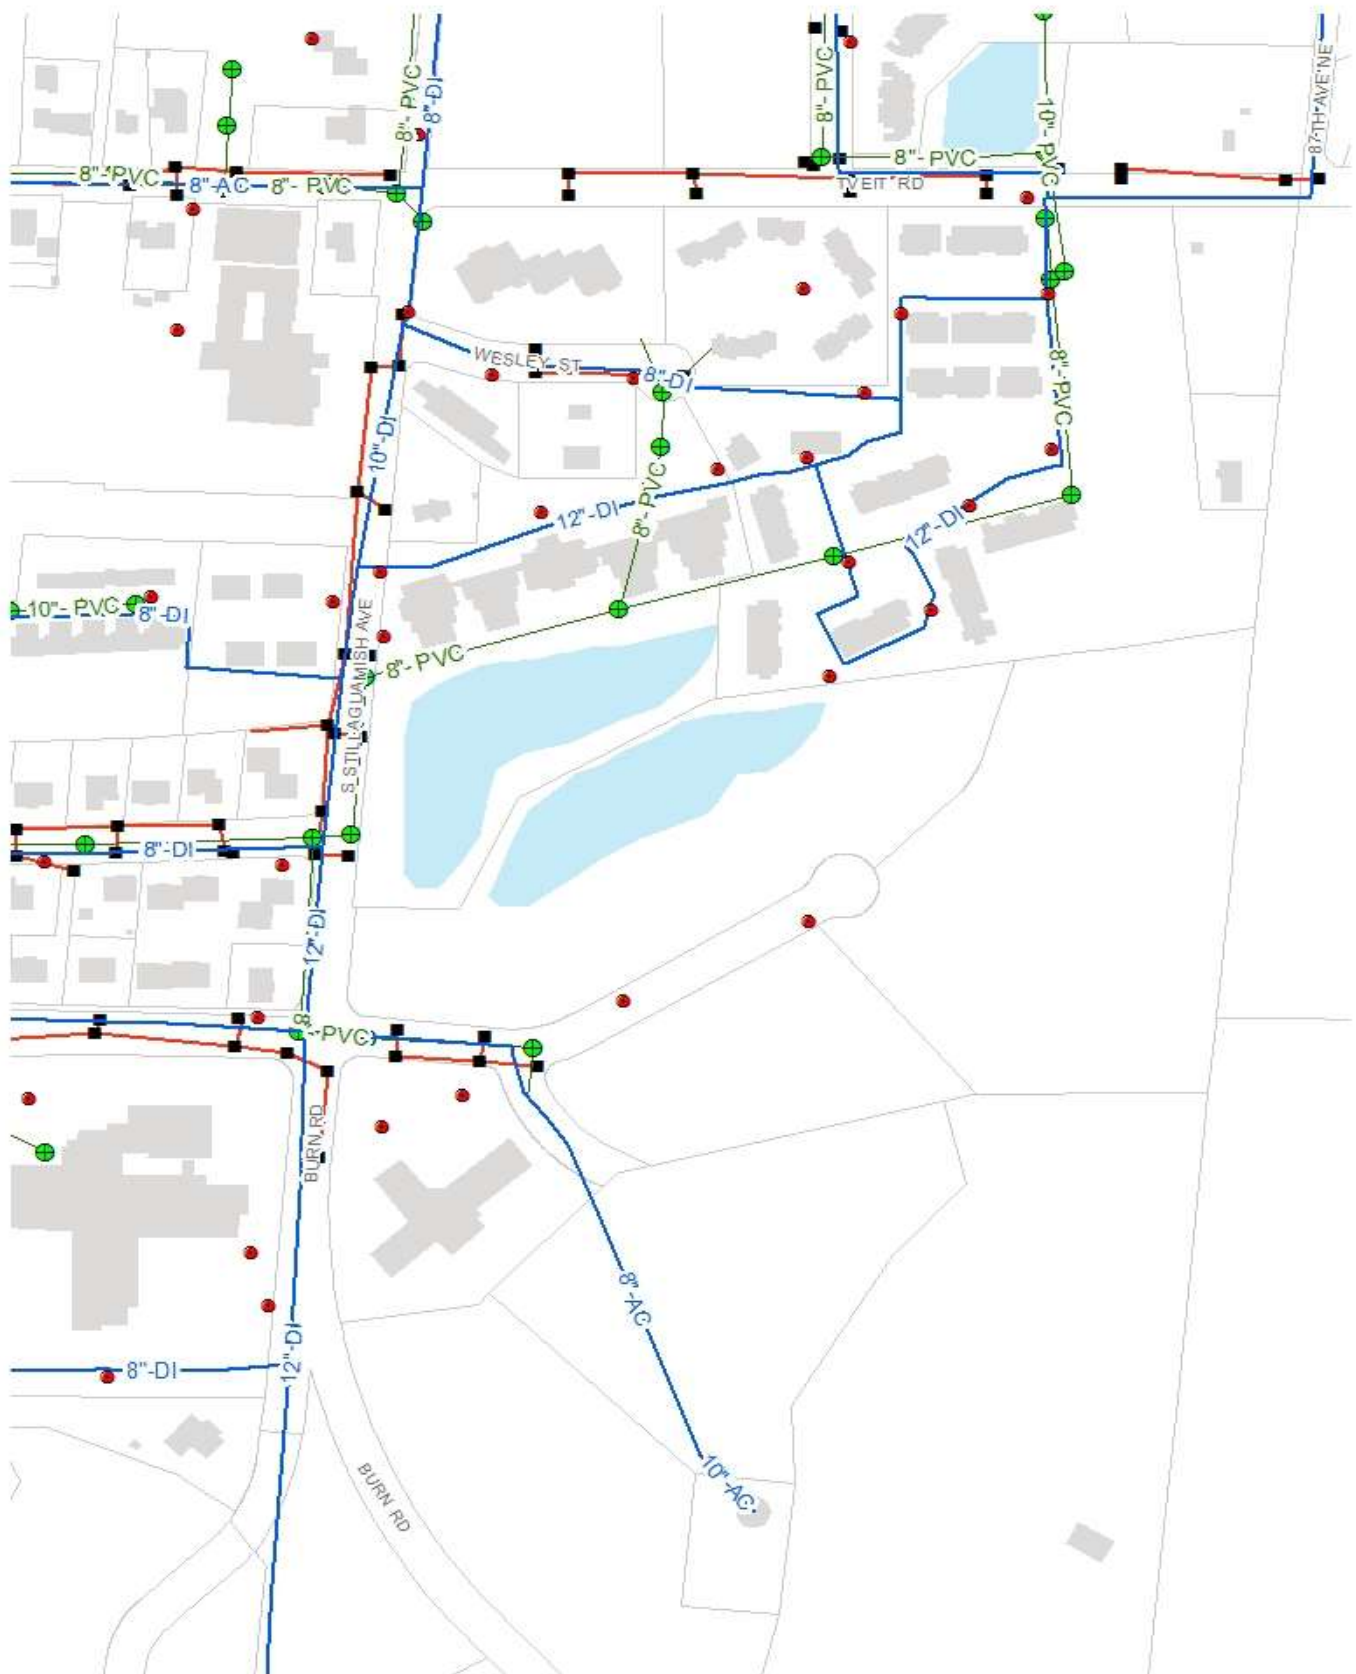 8"- PVC
8"-DI
8"- PVC
10"- PVC
87TH AVE NE
8"- PVC
8"-AC
8"- PVC
8"- PVC
TVEIT RD
WESLEY ST
8"-DI
8"- PVC
10"-DI
8"- PVC
12"-DI
12"-DI
10"- PVC
8"-DI
8"- PVC
S STILLAGUAMISH AVE
8"-DI
12"-DI
8"-PVC
BURN RD
8"-AC
12"-DI
8"-DI
10"-AC
BURN RD